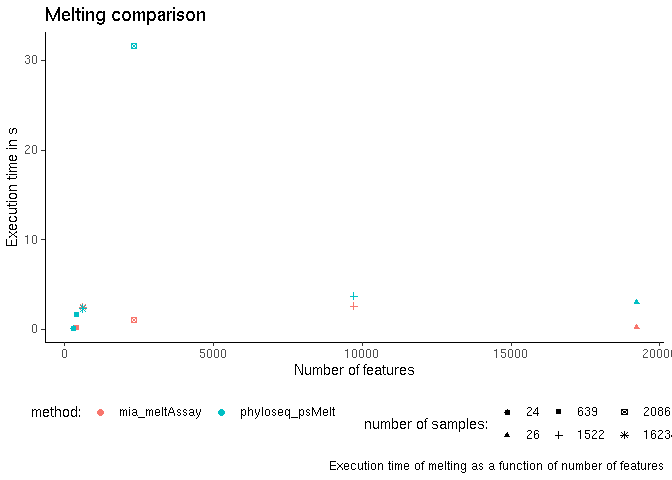 Melting comparison
Execution time in s
30
20
10
0
0 5000 10000 15000 20000
Number of features
method: mia_meltAssay phyloseq_psMelt
number of samples:
24 639 2086
26 1522 1623
Execution time of melting as a function of number of features